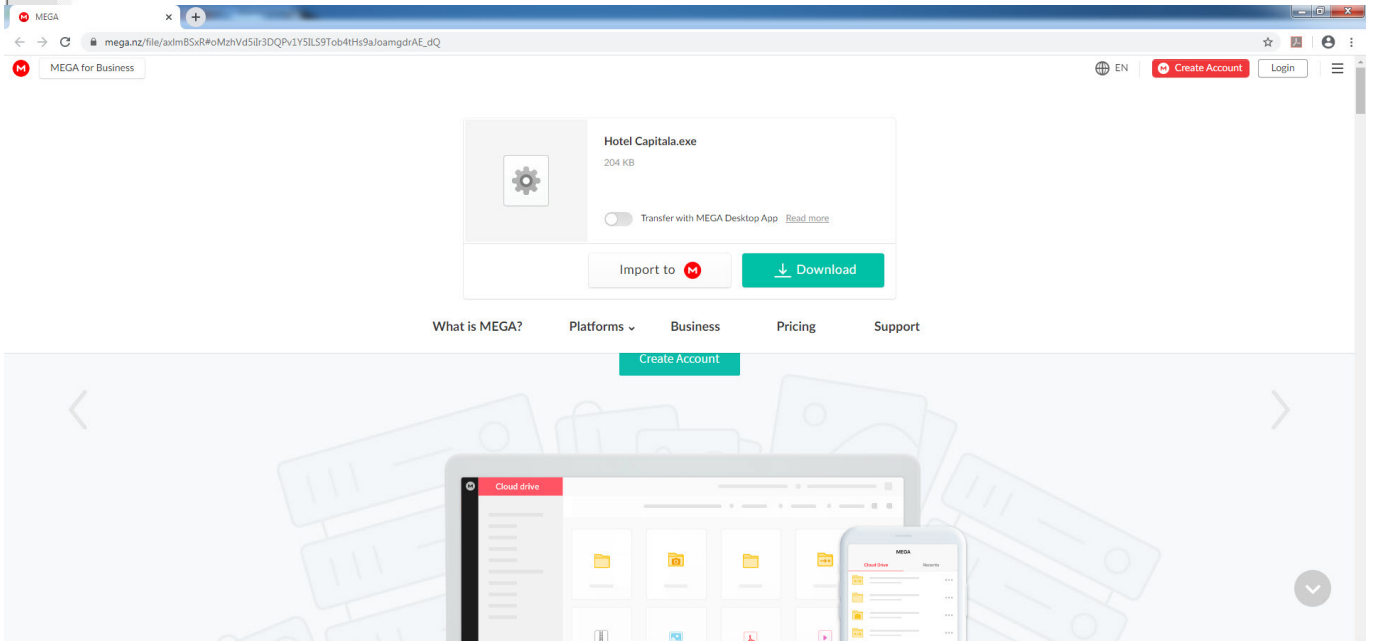 MEGA
mega.nz/file/axlmBSxR#oMzhVd5iIr3DQPv1Y5ILS9Tob4tHs9aJoamgdrAE_dQ
MEGA for Business
EN
Create Account
Login
Hotel Capitala.exe
204 KB
Transfer with MEGA Desktop App Read more
Import to
Download
What is MEGA? Platforms Business Pricing Support
Create Account
Cloud drive
MEGA
Cloud Drive Recents